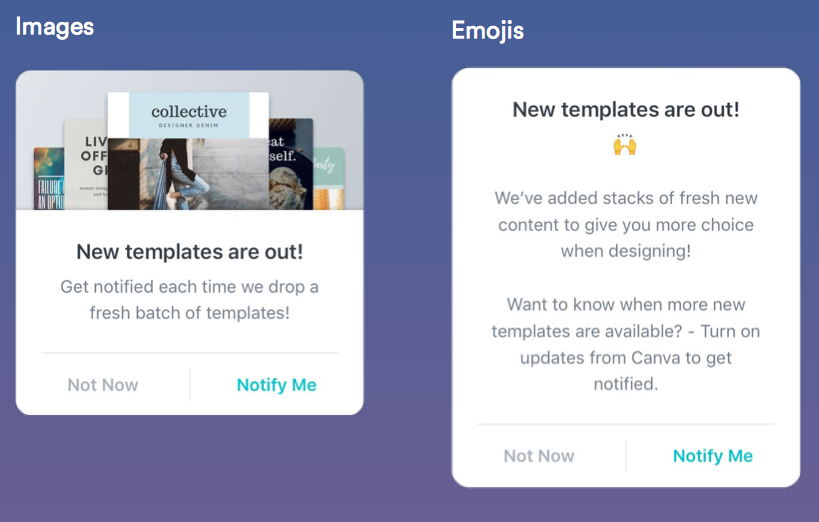 Images
collective
DESIGNER DENIM
LIV
OFF
GR
FAILURE
AN OPTION
eat
self.
arty
New templates are out!
Get notified each time we drop a
fresh batch of templates!
Not Now
Notify Me
Emojis
New templates are out!
🙌
We’ve added stacks of fresh new
content to give you more choice
when designing!
Want to know when more new
templates are available? - Turn on
updates from Canva to get
notified.
Not Now
Notify Me